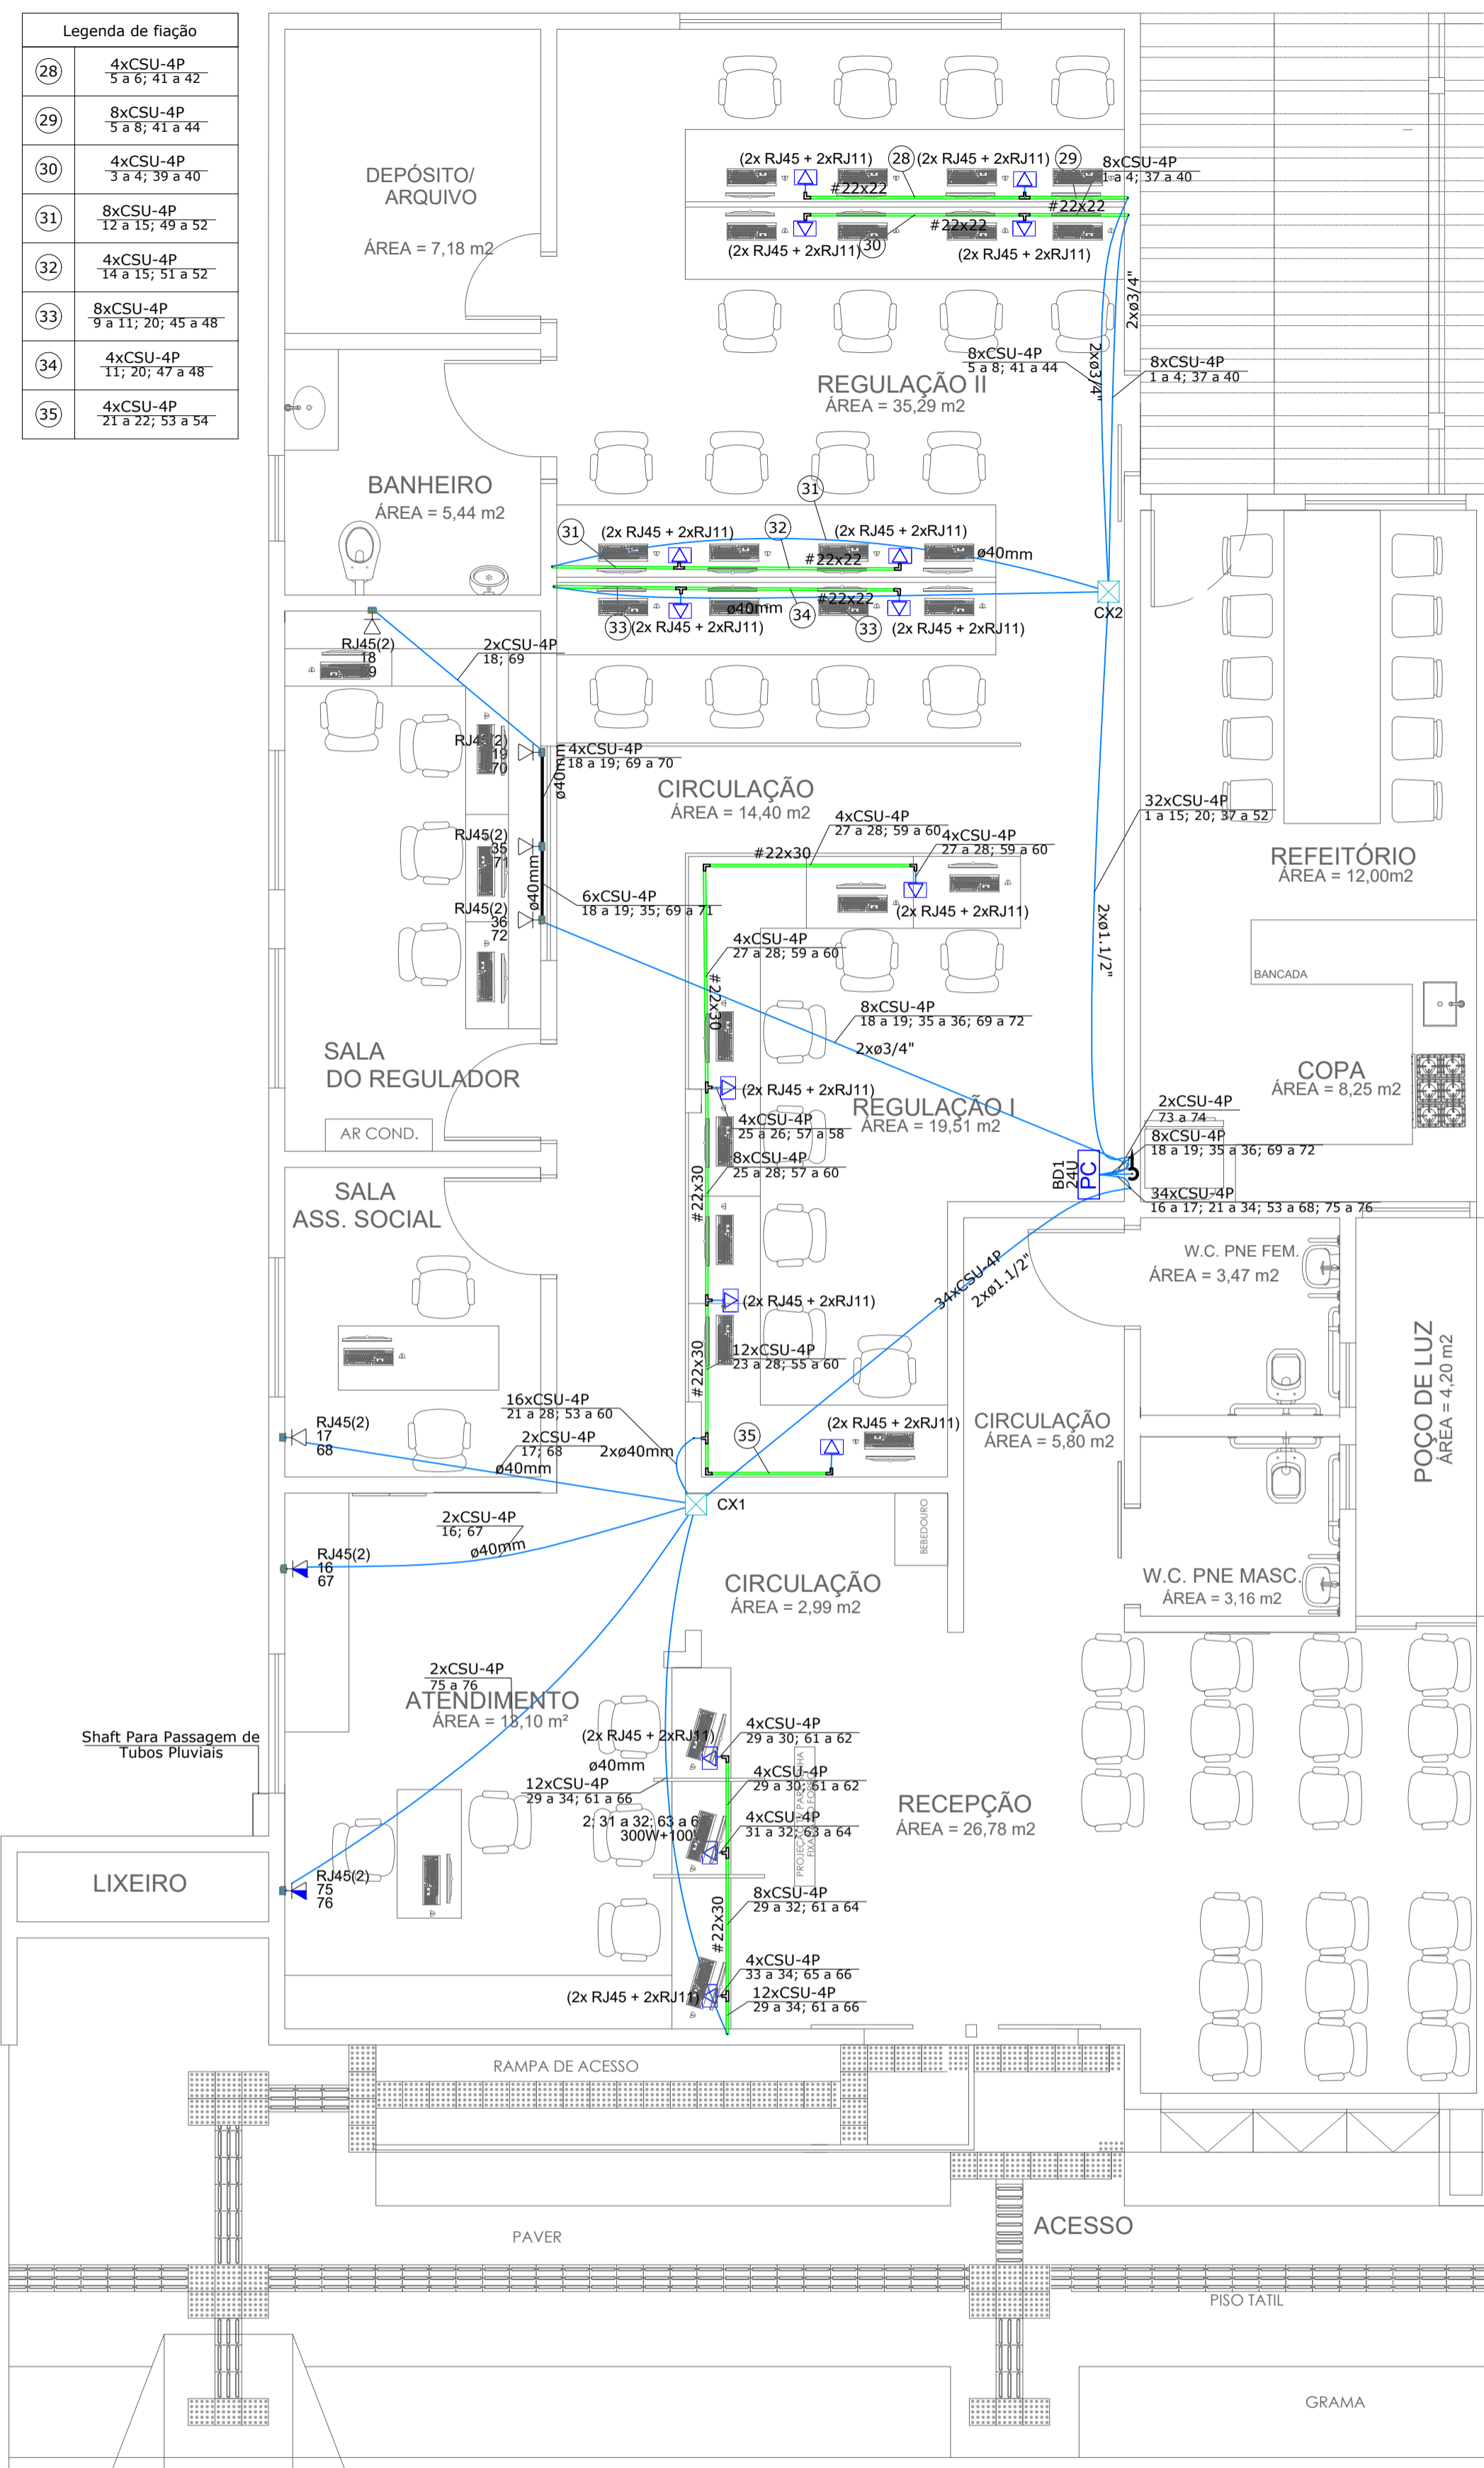 Legenda de fiação
28
4xCSU-4P
5 a 6; 41 a 42
29
8xCSU-4P
5 a 8; 41 a 44
30
4xCSU-4P
3 a 4; 39 a 40
31
8xCSU-4P
12 a 15; 49 a 52
32
4xCSU-4P
14 a 15; 51 a 52
33
8xCSU-4P
9 a 11; 20; 45 a 48
34
4xCSU-4P
11; 20; 47 a 48
35
4xCSU-4P
21 a 22; 53 a 54
DEPÓSITO/
ARQUIVO
ÁREA = 7,18 m2
(2x RJ45 + 2xRJ11)
28
(2x RJ45 + 2xRJ11)
29
8xCSU-4P
1 a 4; 37 a 40
#22x22
#22x22
#22x22
(2x RJ45 + 2xRJ11)
30
(2x RJ45 + 2xRJ11)
2xø3/4"
2xø3/4"
8xCSU-4P
5 a 8; 41 a 44
8xCSU-4P
1 a 4; 37 a 40
REGULAÇÃO II
ÁREA = 35,29 m2
BANHEIRO
ÁREA = 5,44 m2
31
31
(2x RJ45 + 2xRJ11)
32
(2x RJ45 + 2xRJ11)
#22x22
ø40mm
#22x22
ø40mm
33
(2x RJ45 + 2xRJ11)
34
33
(2x RJ45 + 2xRJ11)
CX2
RJ45(2)
18
2xCSU-4P
18; 69
19
70
4xCSU-4P
18 a 19; 69 a 70
ø40mm
CIRCULAÇÃO
ÁREA = 14,40 m2
4xCSU-4P
27 a 28; 59 a 60
4xCSU-4P
27 a 28; 59 a 60
#22x30
32xCSU-4P
1 a 15; 20; 37 a 52
REFEITÓRIO
ÁREA = 12,00m2
RJ45(2)
35
71
ø40mm
6xCSU-4P
18 a 19; 35; 69 a 71
RJ45(2)
36
72
(2x RJ45 + 2xRJ11)
2xø1.1/2"
4xCSU-4P
27 a 28; 59 a 60
#22x30
BANCADA
8xCSU-4P
18 a 19; 35 a 36; 69 a 72
2xø3/4"
SALA
DO REGULADOR
AR COND.
COPA
ÁREA = 8,25 m2
(2x RJ45 + 2xRJ11)
REGULAÇÃO I
ÁREA = 19,51 m2
4xCSU-4P
25 a 26; 57 a 58
8xCSU-4P
25 a 28; 57 a 60
#22x30
2xCSU-4P
73 a 74
8xCSU-4P
18 a 19; 35 a 36; 69 a 72
BD1
24U
PC
34xCSU-4P
16 a 17; 21 a 34; 53 a 68; 75 a 76
SALA
ASS. SOCIAL
W.C. PNE FEM.
ÁREA = 3,47 m2
34xCSU-4P
2xø1.1/2"
(2x RJ45 + 2xRJ11)
12xCSU-4P
23 a 28; 55 a 60
#22x30
POÇO DE LUZ
ÁREA = 4,20 m2
16xCSU-4P
21 a 28; 53 a 60
RJ45(2)
17
68
2xCSU-4P
17; 68
ø40mm
2xø40mm
35
(2x RJ45 + 2xRJ11)
CIRCULAÇÃO
ÁREA = 5,80 m2
CX1
BEBEDOURO
2xCSU-4P
16; 67
ø40mm
RJ45(2)
16
67
CIRCULAÇÃO
ÁREA = 2,99 m2
W.C. PNE MASC.
ÁREA = 3,16 m2
2xCSU-4P
75 a 76
ATENDIMENTO
ÁREA = 13,10 m²
Shaft Para Passagem de
Tubos Pluviais
(2x RJ45 + 2xRJ11)
ø40mm
4xCSU-4P
29 a 30; 61 a 62
12xCSU-4P
29 a 34; 61 a 66
4xCSU-4P
29 a 30; 61 a 62
2; 31 a 32; 63 a 6
300W+100
4xCSU-4P
31 a 32; 63 a 64
RECEPÇÃO
ÁREA = 26,78 m2
LIXEIRO
RJ45(2)
75
76
8xCSU-4P
29 a 32; 61 a 64
#22x30
4xCSU-4P
33 a 34; 65 a 66
(2x RJ45 + 2xRJ11)
12xCSU-4P
29 a 34; 61 a 66
RAMPA DE ACESSO
ACESSO
PAVER
PISO TATIL
GRAMA